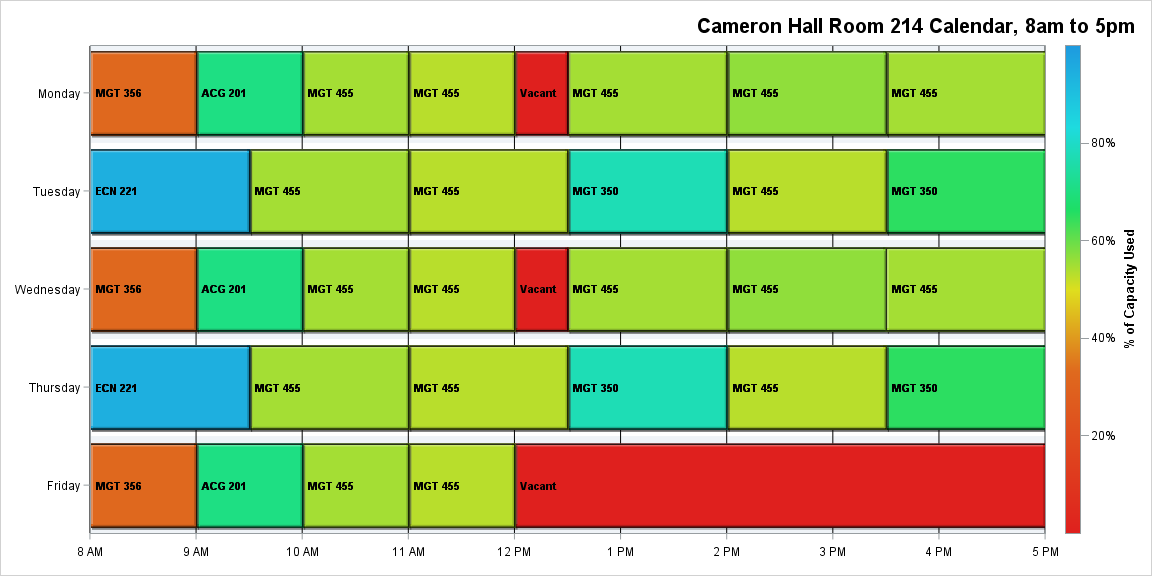 Cameron Hall Room 214 Calendar, 8am to 5pm
Monday
MGT 356
ACG 201
MGT 455
MGT 455
Vacant
MGT 455
MGT 455
MGT 455
Tuesday
ECN 221
MGT 455
MGT 455
MGT 350
MGT 455
MGT 350
Wednesday
MGT 356
ACG 201
MGT 455
MGT 455
Vacant
MGT 455
MGT 455
MGT 455
Thursday
ECN 221
MGT 455
MGT 455
MGT 350
MGT 455
MGT 350
Friday
MGT 356
ACG 201
MGT 455
MGT 455
Vacant
8 AM
9 AM
10 AM
11 AM
12 PM
1 PM
2 PM
3 PM
4 PM
5 PM
80%
60%
40%
20%
% of Capacity Used